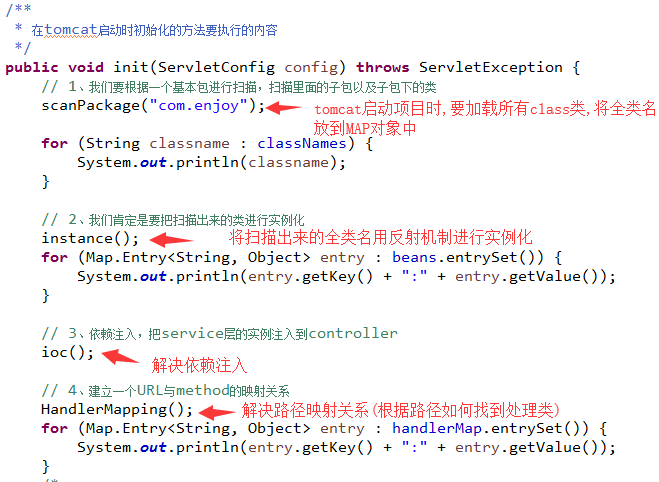 /**
 * 在tomcat启动时初始化的方法要执行的内容
 */
public void init(ServletConfig config) throws ServletException {
// 1、我们要根据一个基本包进行扫描，扫描里面的子包以及子包下的类
scanPackage("com.enjoy");
tomcat启动项目时,要加载所有class类,将全类名
放到MAP对象中
for (String classname : classNames) {
System.out.println(classname);
}
// 2、我们肯定是要把扫描出来的类进行实例化
instance();
将扫描出来的全类名用反射机制进行实例化
for (Map.Entry<String, Object> entry : beans.entrySet()) {
System.out.println(entry.getKey() + ":" + entry.getValue());
}
// 3、依赖注入，把service层的实例注入到controller
ioc();
解决依赖注入
// 4、建立一个URL与method的映射关系
HandlerMapping();
解决路径映射关系(根据路径如何找到处理类)
for (Map.Entry<String, Object> entry : handlerMap.entrySet()) {
System.out.println(entry.getKey() + ":" + entry.getValue());
}
/*